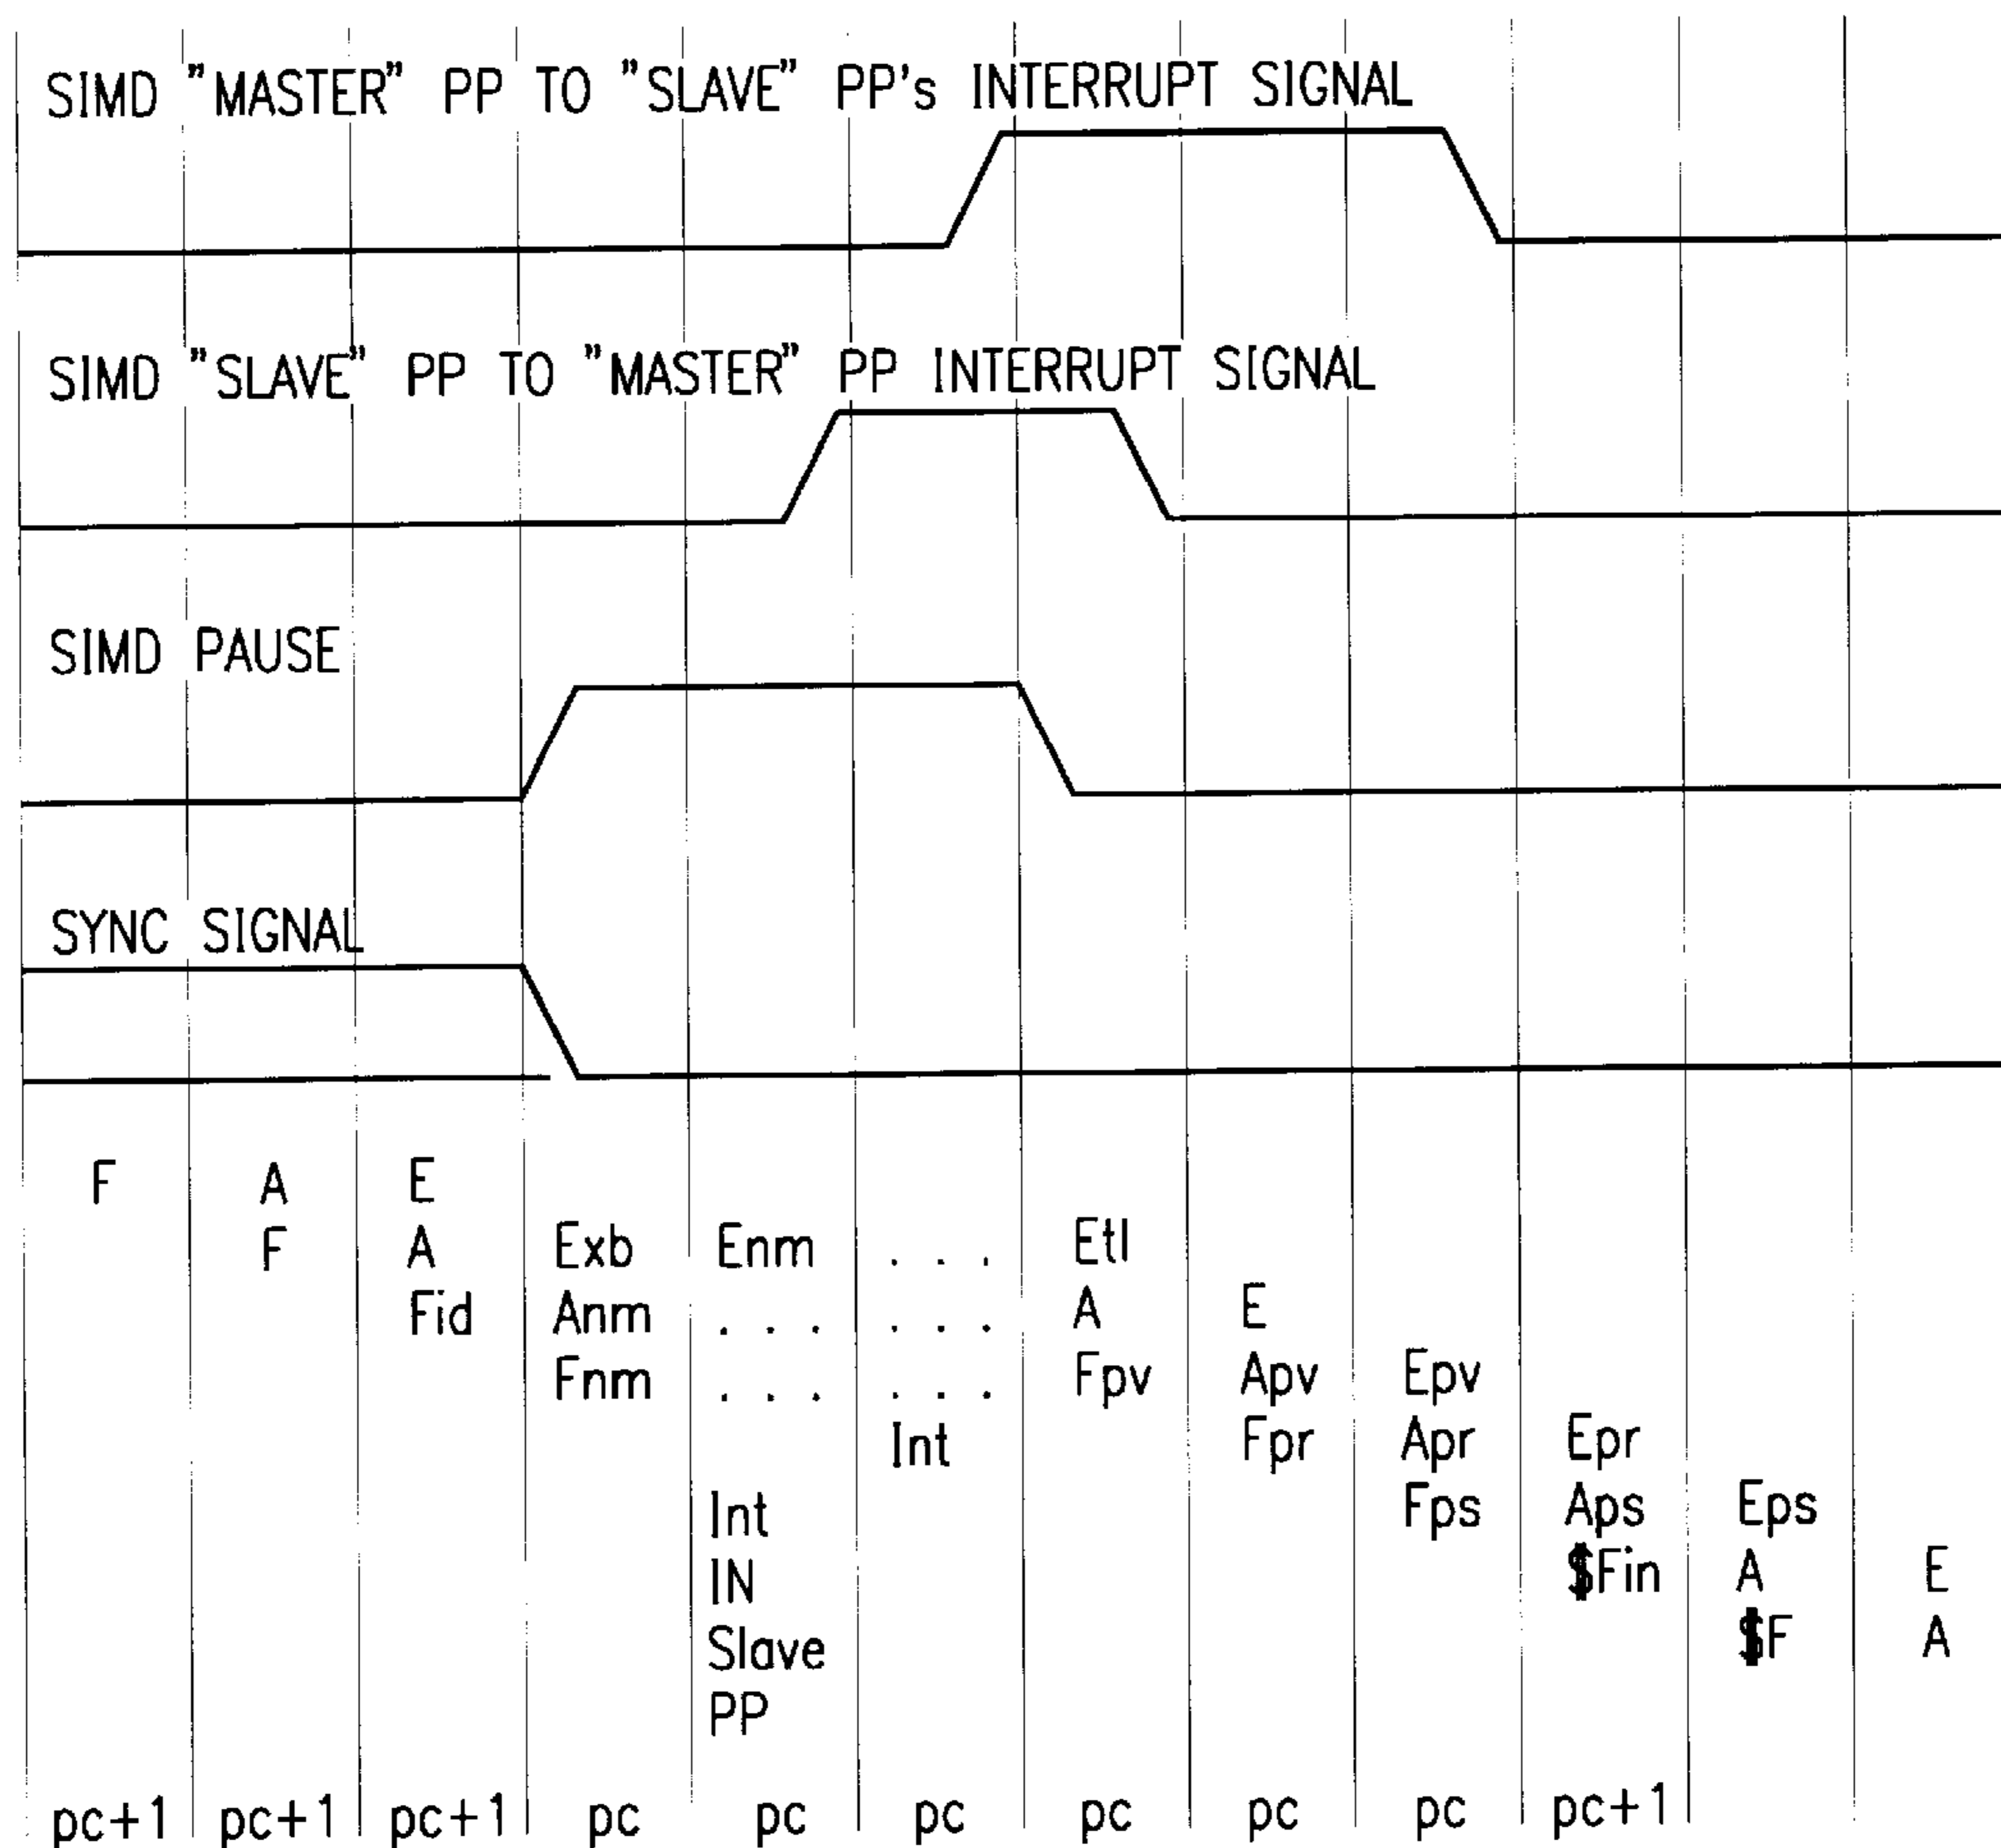 SIMD "MASTER" PP TO "SLAVE" PP's INTERRUPT SIGNAL
SIMD "SLAVE" PP TO "MASTER" PP INTERRUPT SIGNAL
SIMD PAUSE
SYNC SIGNAL
F A E
F A Exb Enm . . . Etl
Fid Anm . . . . . . A E
Fnm . . . . . . Fpv Apv Epv
Int Fpr Apr Epr
Int Fps Aps Eps
IN $Fin A E
Slave $F A
PP
pc+1 pc+1 pc+1 pc pc pc pc pc pc pc+1